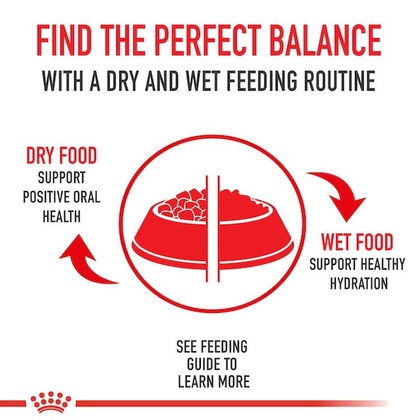 FIND THE PERFECT BALANCE
WITH A DRY AND WET FEEDING ROUTINE
DRY FOOD
SUPPORT
POSITIVE ORAL
HEALTH
WET FOOD
SUPPORT HEALTHY
HYDRATION
SEE FEEDING
GUIDE TO
LEARN MORE